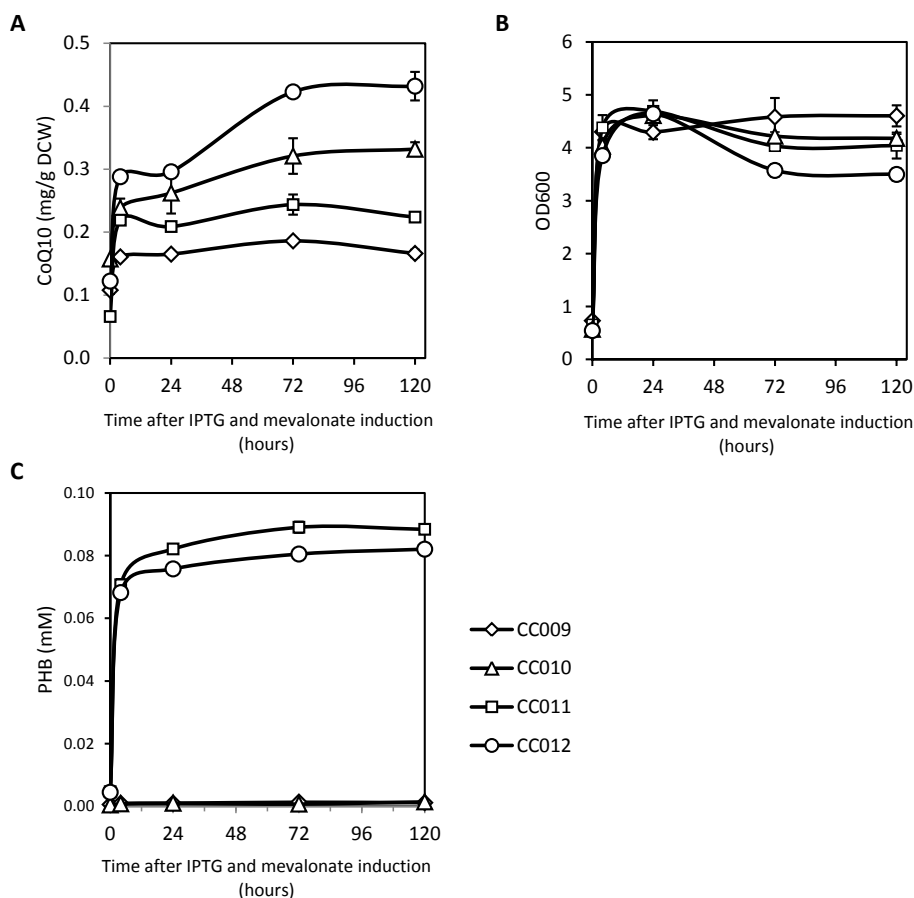 A
CoQ10 (mg/g DCW)
0.5
0.4
0.3
0.2
0.1
0.0
0 24 48 72 96 120
Time after IPTG and mevalonate induction
(hours)
B
OD600
6
5
4
3
2
1
0
0 24 48 72 96 120
Time after IPTG and mevalonate induction
(hours)
C
PHB (mM)
0.10
0.08
0.06
0.04
0.02
0.00
0 24 48 72 96 120
Time after IPTG and mevalonate induction
(hours)
CC009
CC010
CC011
CC012